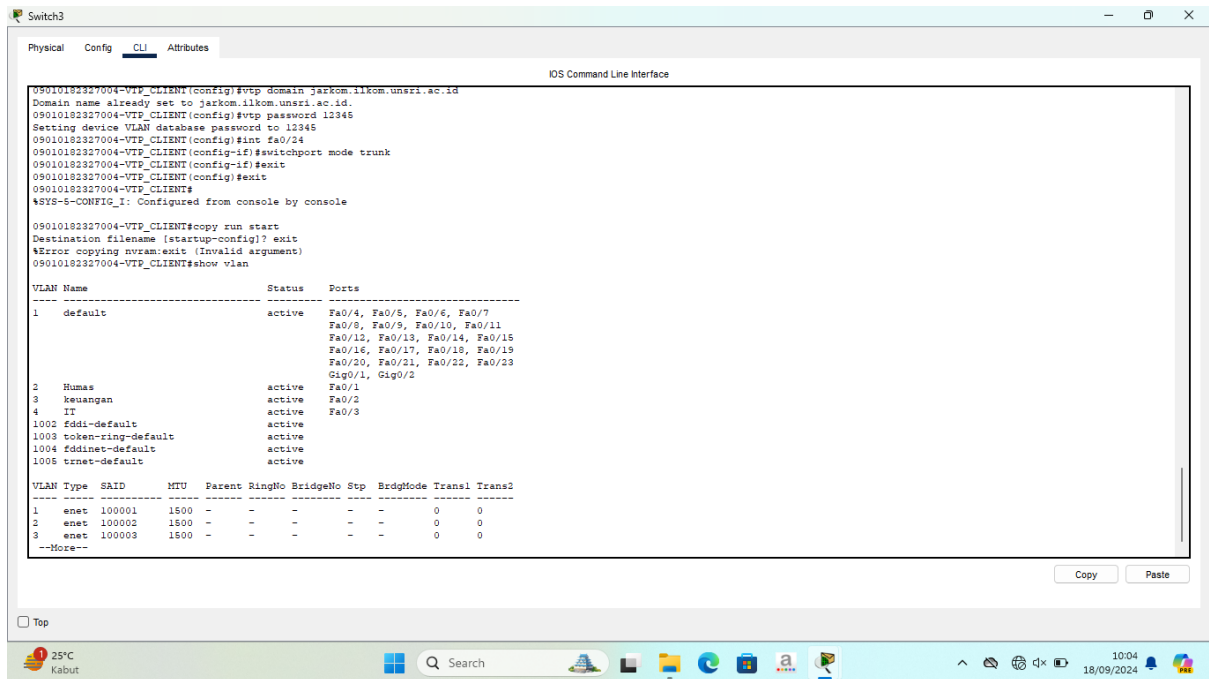 Switch3
Physical Config CLI Attributes
IOS Command Line Interface
09010182327004-VTP_CLIENT(config)#vtp domain jarkom.ilkom.unsri.ac.id
Domain name already set to jarkom.ilkom.unsri.ac.id.
09010182327004-VTP_CLIENT(config)#vtp password 12345
Setting device VLAN database password to 12345
09010182327004-VTP_CLIENT(config)#int fa0/24
09010182327004-VTP_CLIENT(config-if)#switchport mode trunk
09010182327004-VTP_CLIENT(config-if)#exit
09010182327004-VTP_CLIENT(config)#exit
09010182327004-VTP_CLIENT#
%SYS-5-CONFIG_I: Configured from console by console
09010182327004-VTP_CLIENT#copy run start
Destination filename [startup-config]? exit
%Error copying nvram:exit (Invalid argument)
09010182327004-VTP_CLIENT#show vlan
VLAN Name                             Status    Ports
---- -------------------------------- --------- -------------------------------
1    default                          active    Fa0/4, Fa0/5, Fa0/6, Fa0/7
                                                Fa0/8, Fa0/9, Fa0/10, Fa0/11
                                                Fa0/12, Fa0/13, Fa0/14, Fa0/15
                                                Fa0/16, Fa0/17, Fa0/18, Fa0/19
                                                Fa0/20, Fa0/21, Fa0/22, Fa0/23
                                                Gig0/1, Gig0/2
2    Humas                            active    Fa0/1
3    keuangan                         active    Fa0/2
4    IT                               active    Fa0/3
1002 fddi-default                     active
1003 token-ring-default               active
1004 fddinet-default                  active
1005 trnet-default                    active
VLAN Type  SAID       MTU   Parent RingNo BridgeNo Stp  BrdgMode Trans1 Trans2
---- ----- ---------- ----- ------ ------ -------- ---- -------- ------ ------
1    enet  100001     1500  -      -      -        -    -        0      0
2    enet  100002     1500  -      -      -        -    -        0      0
3    enet  100003     1500  -      -      -        -    -        0      0
 --More--
Copy Paste
Top
1
25°C
Kabut
Search
a
10:04
18/09/2024
PRE